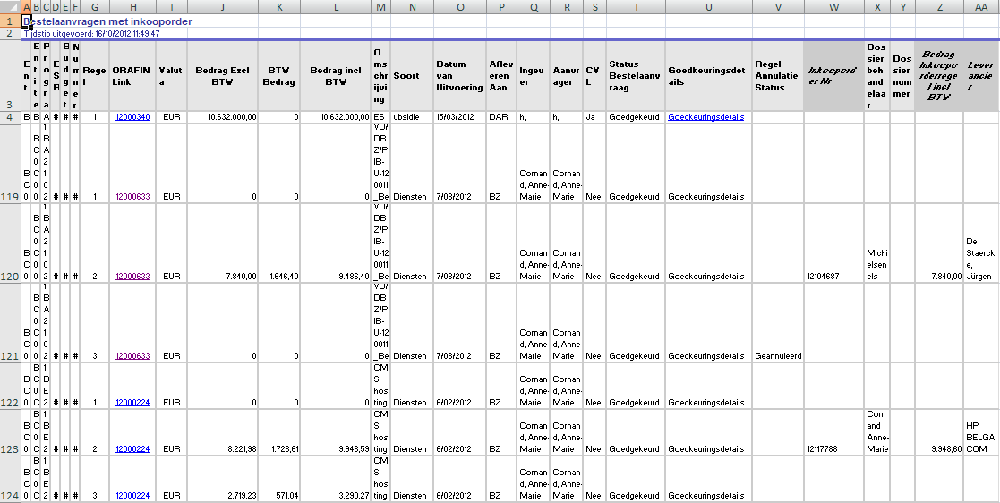 A B C D E F G H I J K L M N O P Q R S T U V W X Y Z AA
1 Bestelaanvragen met inkooporder
2 Tijdstip uitgevoerd: 16/10/2012 11:49:47
3 Ent Entite Progra ESR Budget Nummer Regel ORAFIN Link Valuta Bedrag Excl BTW BTW Bedrag Bedrag incl BTW Omschrijving Soort Datum van Uitvoering Afleveren Aan Ingever Aanvrager CVL Status Bestelaanvraag Goedkeuringsdetails Regel Annulatie Status Inkooporder Nr Dossierbehandelaar Dossiernummer Bedrag Inkooporderregel incl BTW Leverancier
4 B B A # # # 1 12000340 EUR 10.632.000,00 0 10.632.000,00 ES ubsidie 15/03/2012 DAR h, h, Ja Goedgekeurd Goedkeuringsdetails
119 BC0 BC0C0 1BA2102 # # # 1 12000633 EUR 0 0 0 VO/DBZ/PIB-U-120011_Be Diensten 7/08/2012 BZ Cornand, Anne-Marie Cornand, Anne-Marie Nee Goedgekeurd Goedkeuringsdetails
120 BC0 BC0C0 1BA2102 # # # 2 12000633 EUR 7.840,00 1.646,40 9.486,40 VO/DBZ/PIB-U-120011_Be Diensten 7/08/2012 BZ Cornand, Anne-Marie Cornand, Anne-Marie Nee Goedgekeurd Goedkeuringsdetails 12104687 Michielsen els 7.840,00 De Staercke, Jürgen
121 BC0 BC0C0 1BA2102 # # # 3 12000633 EUR 0 0 0 VO/DBZ/PIB-U-120011_Be Diensten 7/08/2012 BZ Cornand, Anne-Marie Cornand, Anne-Marie Nee Goedgekeurd Goedkeuringsdetails Geannuleerd
122 BC0 BC0C 1BE2 # # # 1 12000224 EUR 0 0 0 CMS hosting Diensten 6/02/2012 BZ Cornand, Anne-Marie Cornand, Anne-Marie Nee Goedgekeurd Goedkeuringsdetails
123 BC0 BC0C 1BE2 # # # 2 12000224 EUR 8.221,98 1.726,61 9.948,59 CMS hosting Diensten 6/02/2012 BZ Cornand, Anne-Marie Cornand, Anne-Marie Nee Goedgekeurd Goedkeuringsdetails 12117788 Cornand Anne-Marie 9.948,60 HP BELGACOM
124 BC0 BC0C 1BE2 # # # 3 12000224 EUR 2.719,23 571,04 3.290,27 CMS hosting Diensten 6/02/2012 BZ Cornand, Anne-Marie Cornand, Anne-Marie Nee Goedgekeurd Goedkeuringsdetails